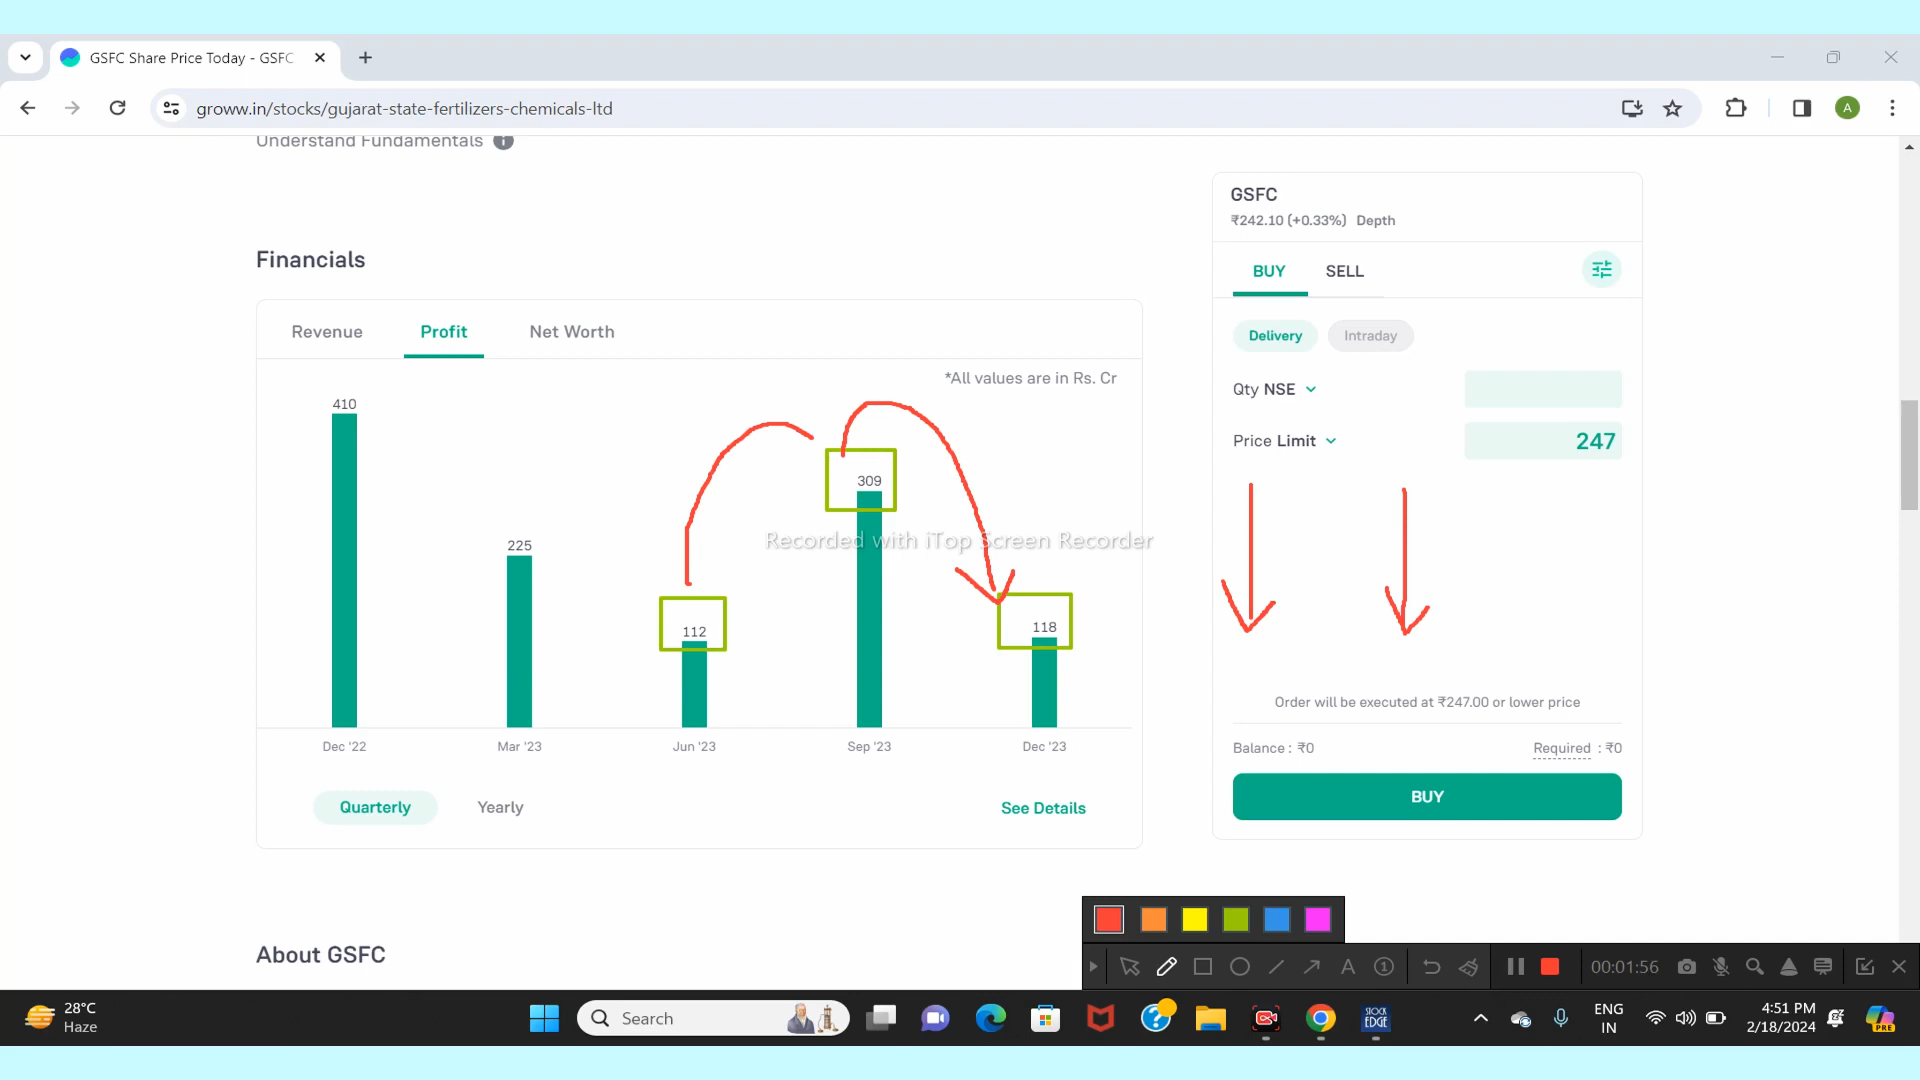 GSFC Share Price Today - GSFC
groww.in/stocks/gujarat-state-fertilizers-chemicals-ltd
A
Understand Fundamentals
Financials
Revenue
Profit
Net Worth
*All values are in Rs. Cr
410
225
112
309
118
Dec '22
Mar '23
Jun '23
Sep '23
Dec '23
Quarterly
Yearly
See Details
Recorded with iTop Screen Recorder
About GSFC
GSFC
₹242.10 (+0.33%) Depth
BUY
SELL
Delivery
Intraday
Qty NSE
Price Limit
247
Order will be executed at ₹247.00 or lower price
Balance : ₹0
Required : ₹0
BUY
A
1
00:01:56
28°C
Haze
Search
STOCK
EDGE
ENG
IN
4:51 PM
2/18/2024
PRE